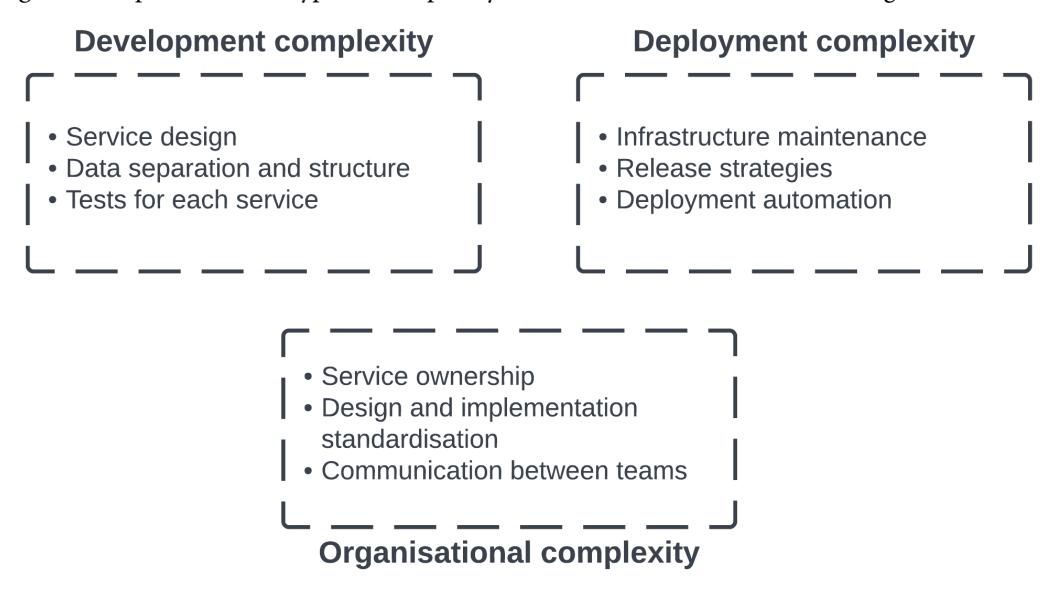 Development complexity
• Service design
• Data separation and structure
• Tests for each service
Deployment complexity
• Infrastructure maintenance
• Release strategies
• Deployment automation
• Service ownership
• Design and implementation
standardisation
• Communication between teams
Organisational complexity